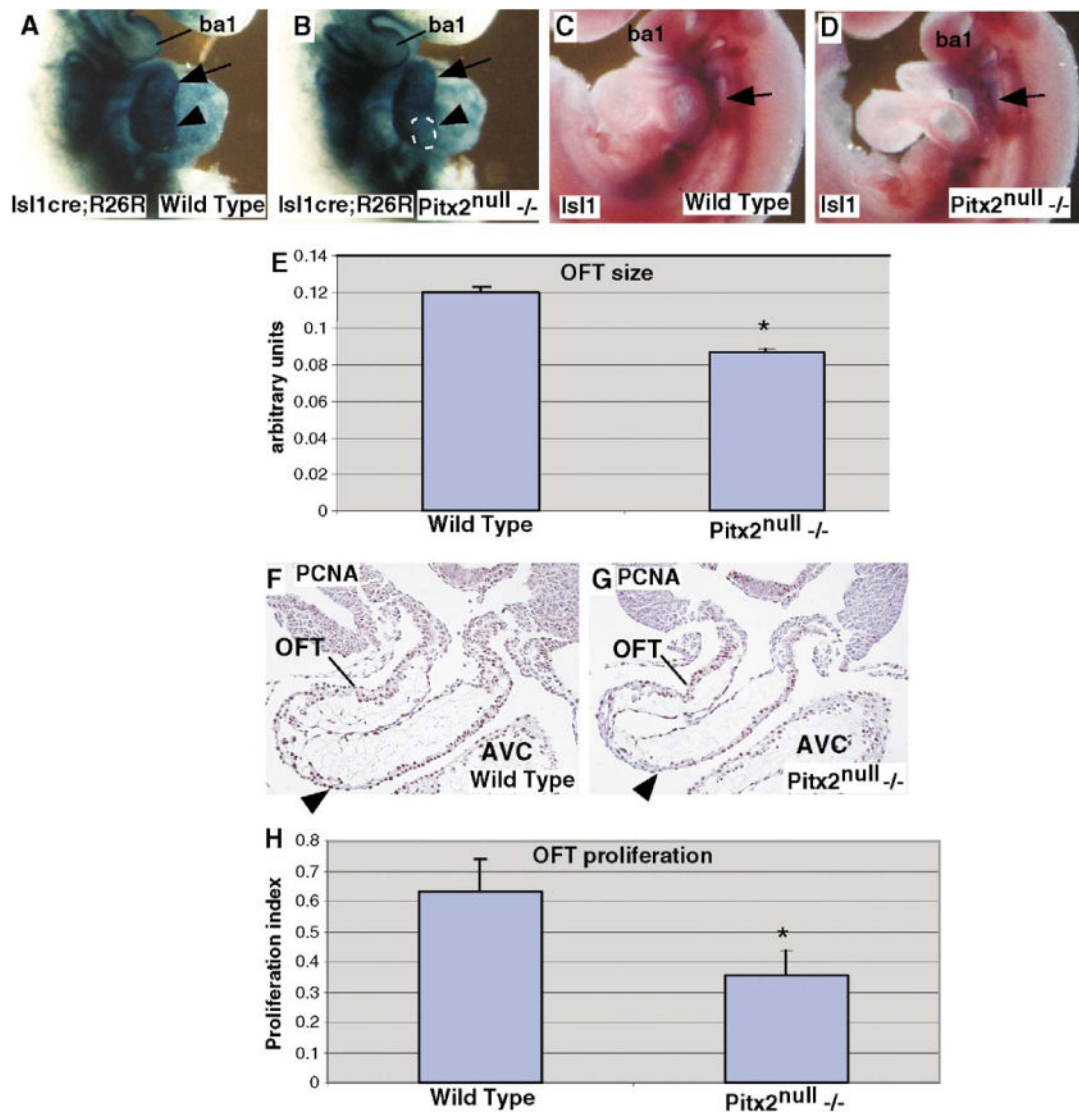 A
ba1
Isl1cre;R26R
Wild Type
B
ba1
Isl1cre;R26R
Pitx2null -/-
C
ba1
Isl1
Wild Type
D
ba1
Isl1
Pitx2null -/-
E
OFT size
arbitrary units
0.14
0.12
0.1
0.08
0.06
0.04
0.02
0
*
Wild Type
Pitx2null -/-
F
PCNA
OFT
AVC
Wild Type
G
PCNA
OFT
AVC
Pitx2null -/-
H
OFT proliferation
Proliferation index
0.8
0.7
0.6
0.5
0.4
0.3
0.2
0.1
0
*
Wild Type
Pitx2null -/-